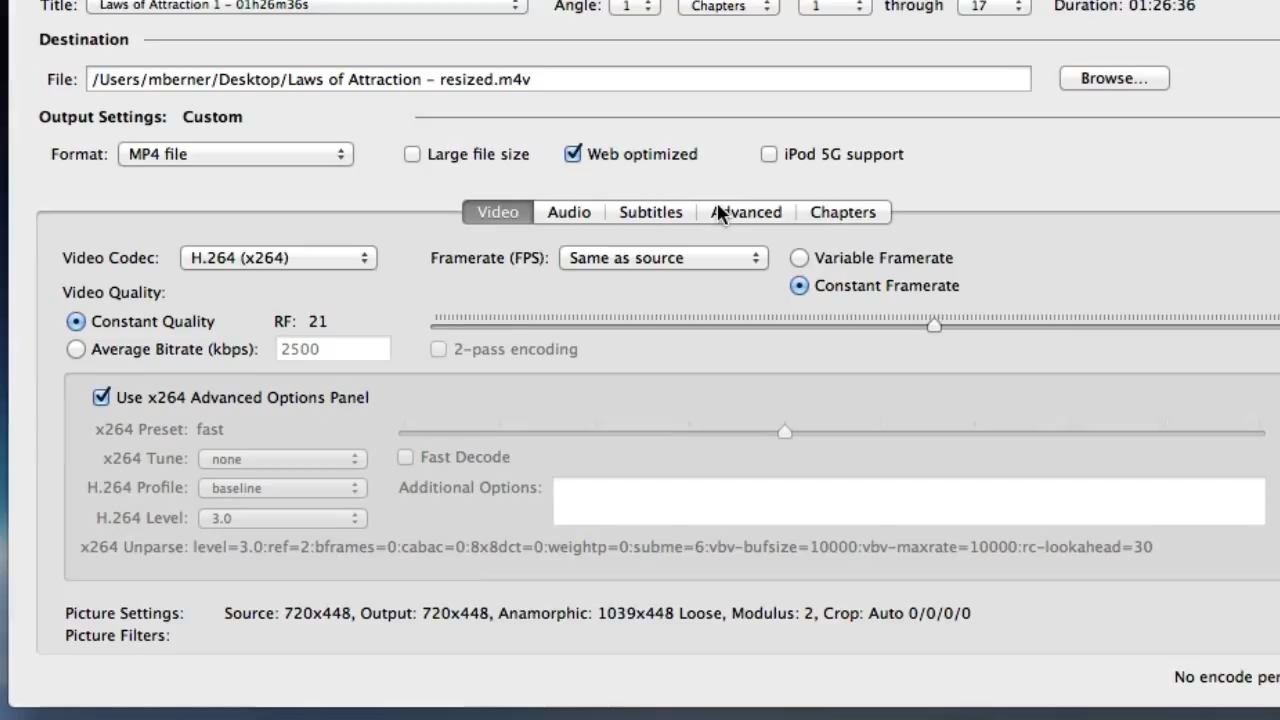 Title: Laws of Attraction 1 - 01h26m36s Angle: 1 Chapters 1 through 17 Duration: 01:26:36
Destination
File: /Users/mberner/Desktop/Laws of Attraction - resized.m4v Browse...
Output Settings: Custom
Format: MP4 file Large file size Web optimized iPod 5G support
Video Audio Subtitles Advanced Chapters
Video Codec: H.264 (x264) Framerate (FPS): Same as source Variable Framerate
Constant Framerate
Video Quality:
Constant Quality RF: 21
Average Bitrate (kbps): 2500 2-pass encoding
Use x264 Advanced Options Panel
x264 Preset: fast
x264 Tune: none Fast Decode
H.264 Profile: baseline Additional Options:
H.264 Level: 3.0
x264 Unparse: level=3.0:ref=2:bframes=0:cabac=0:8x8dct=0:weightp=0:subme=6:vbv-bufsize=10000:vbv-maxrate=10000:rc-lookahead=30
Picture Settings: Source: 720x448, Output: 720x448, Anamorphic: 1039x448 Loose, Modulus: 2, Crop: Auto 0/0/0/0
Picture Filters:
No encode per